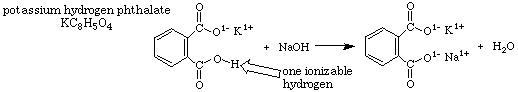 potassium hydrogen phthalate
KC₈H₅O₄
C O O¹⁻ K¹⁺
C O O H
+ NaOH
C O O¹⁻ K¹⁺
C O O¹⁻ Na¹⁺
+ H₂O
one ionizable
hydrogen